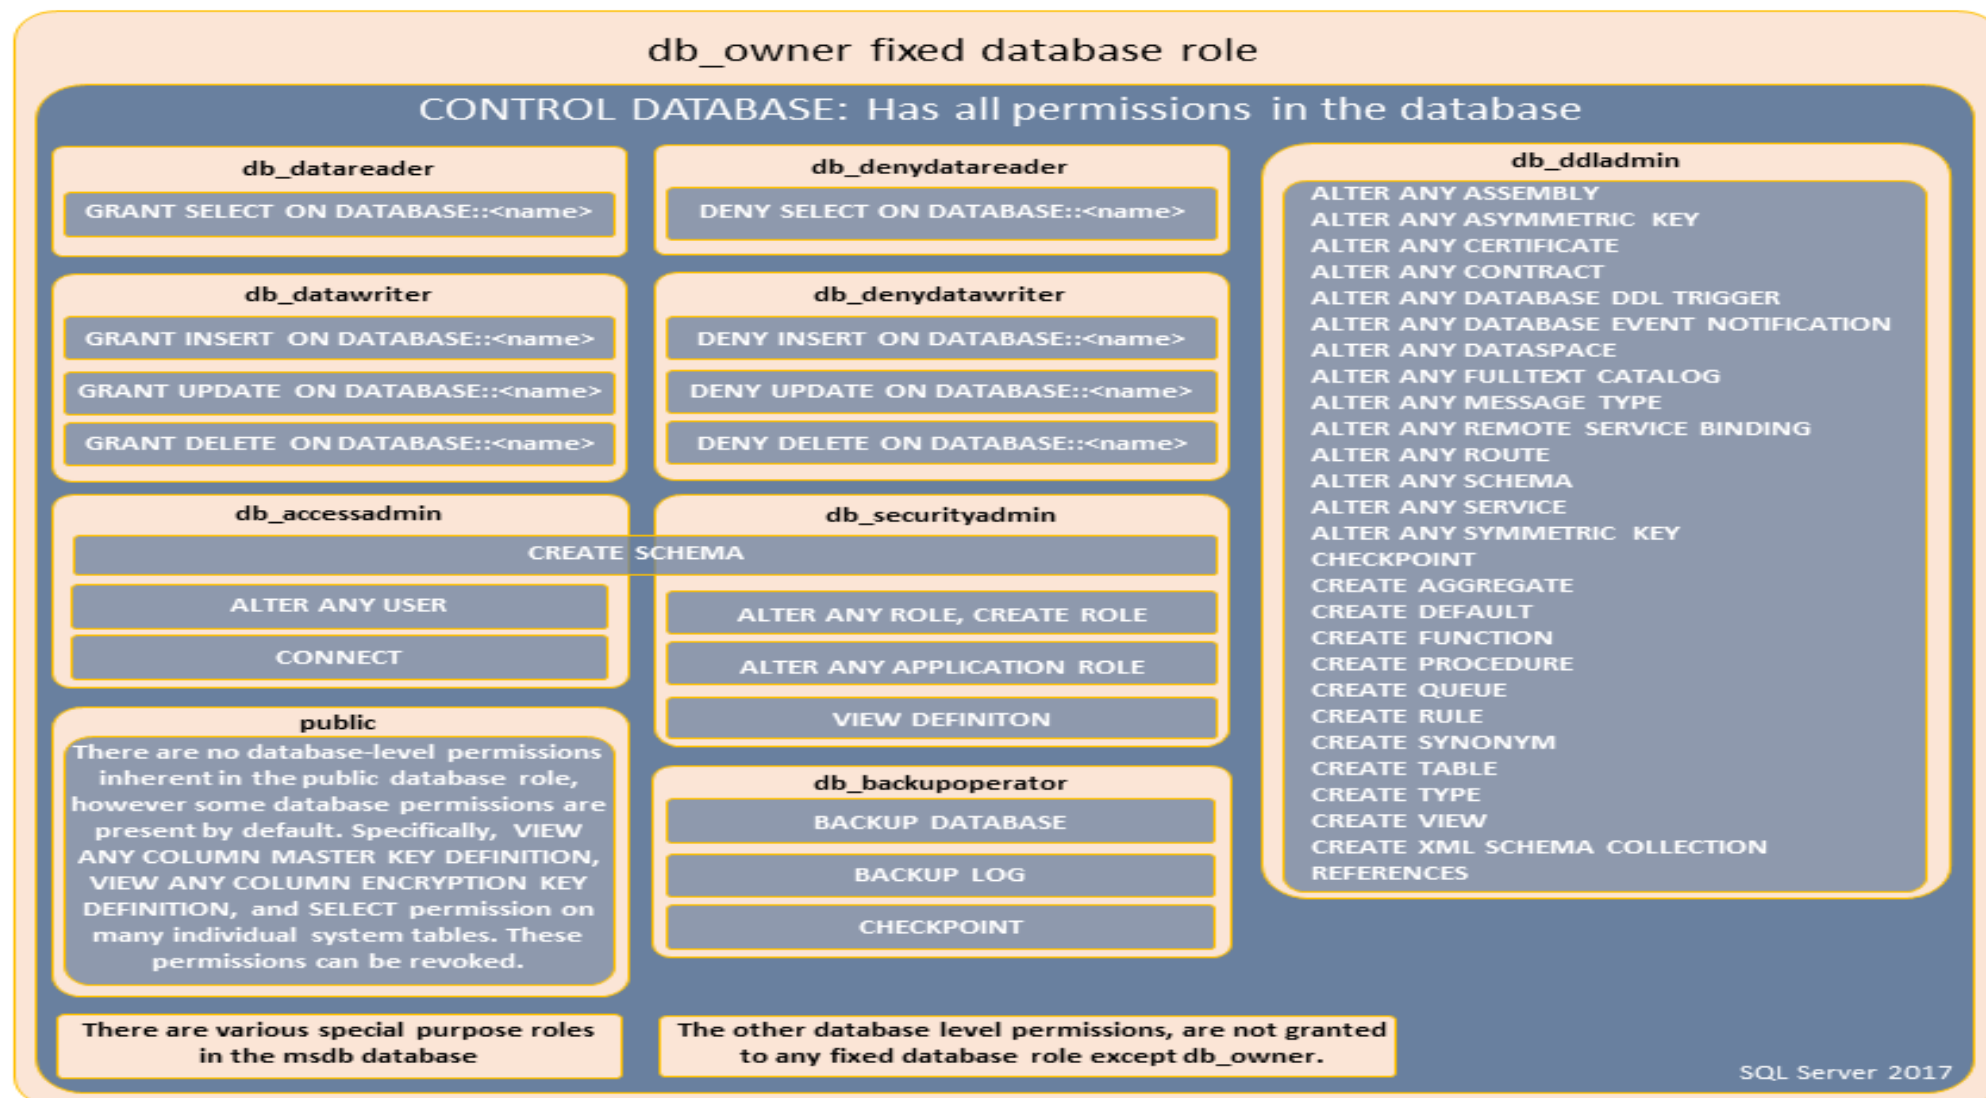 db_owner fixed database role
CONTROL DATABASE: Has all permissions in the database
db_datareader
GRANT SELECT ON DATABASE::<name>
db_denydatareader
DENY SELECT ON DATABASE::<name>
db_datawriter
GRANT INSERT ON DATABASE::<name>
GRANT UPDATE ON DATABASE::<name>
GRANT DELETE ON DATABASE::<name>
db_denydatawriter
DENY INSERT ON DATABASE::<name>
DENY UPDATE ON DATABASE::<name>
DENY DELETE ON DATABASE::<name>
db_accessadmin
db_securityadmin
CREATE SCHEMA
ALTER ANY USER
CONNECT
ALTER ANY ROLE, CREATE ROLE
ALTER ANY APPLICATION ROLE
VIEW DEFINITON
public
There are no database-level permissions
inherent in the public database role,
however some database permissions are
present by default. Specifically, VIEW
ANY COLUMN MASTER KEY DEFINITION,
VIEW ANY COLUMN ENCRYPTION KEY
DEFINITION, and SELECT permission on
many individual system tables. These
permissions can be revoked.
db_backupoperator
BACKUP DATABASE
BACKUP LOG
CHECKPOINT
db_ddladmin
ALTER ANY ASSEMBLY
ALTER ANY ASYMMETRIC KEY
ALTER ANY CERTIFICATE
ALTER ANY CONTRACT
ALTER ANY DATABASE DDL TRIGGER
ALTER ANY DATABASE EVENT NOTIFICATION
ALTER ANY DATASPACE
ALTER ANY FULLTEXT CATALOG
ALTER ANY MESSAGE TYPE
ALTER ANY REMOTE SERVICE BINDING
ALTER ANY ROUTE
ALTER ANY SCHEMA
ALTER ANY SERVICE
ALTER ANY SYMMETRIC KEY
CHECKPOINT
CREATE AGGREGATE
CREATE DEFAULT
CREATE FUNCTION
CREATE PROCEDURE
CREATE QUEUE
CREATE RULE
CREATE SYNONYM
CREATE TABLE
CREATE TYPE
CREATE VIEW
CREATE XML SCHEMA COLLECTION
REFERENCES
There are various special purpose roles
in the msdb database
The other database level permissions, are not granted
to any fixed database role except db_owner.
SQL Server 2017